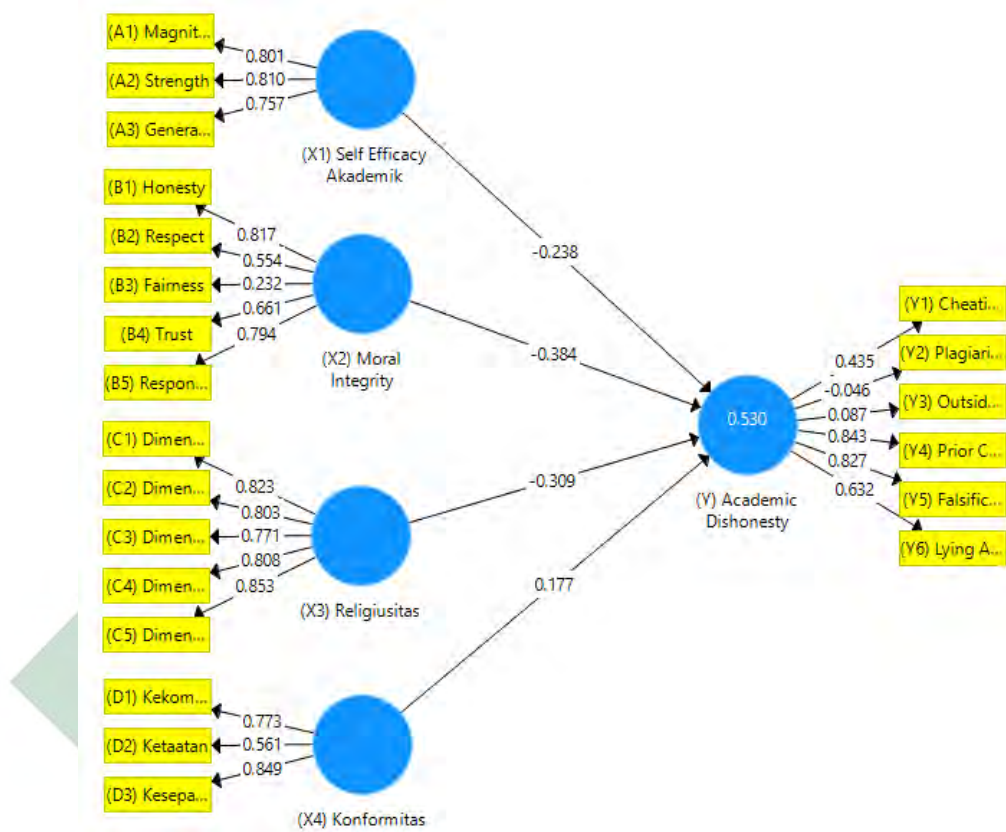 (A1) Magnit...
0.801
(A2) Strength
0.810
(A3) Genera...
0.757
(X1) Self Efficacy
Akademik
-0.238
(B1) Honesty
0.817
(B2) Respect
0.554
(B3) Fairness
0.232
(B4) Trust
0.661
(B5) Respon...
0.794
(X2) Moral
Integrity
-0.384
(C1) Dimen...
0.823
(C2) Dimen...
0.803
(C3) Dimen...
0.771
(C4) Dimen...
0.808
(C5) Dimen...
0.853
(X3) Religiusitas
-0.309
(D1) Kekom...
0.773
(D2) Ketaatan
0.561
(D3) Kesepa...
0.849
(X4) Konformitas
0.177
0.530
(Y) Academic
Dishonesty
(Y1) Cheati...
0.435
(Y2) Plagiari...
-0.046
(Y3) Outsid...
0.087
(Y4) Prior C...
0.843
(Y5) Falsific...
0.827
(Y6) Lying A...
0.632